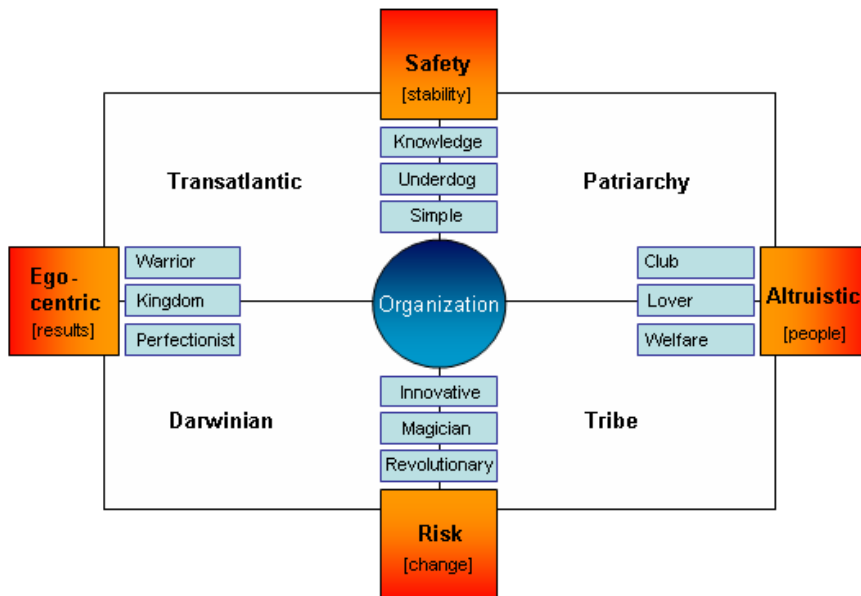 Safety
[stability]
Knowledge
Transatlantic
Underdog
Patriarchy
Simple
Ego-
centric
[results]
Warrior
Kingdom
Perfectionist
Organization
Club
Lover
Welfare
Altruistic
[people]
Innovative
Darwinian
Magician
Tribe
Revolutionary
Risk
[change]